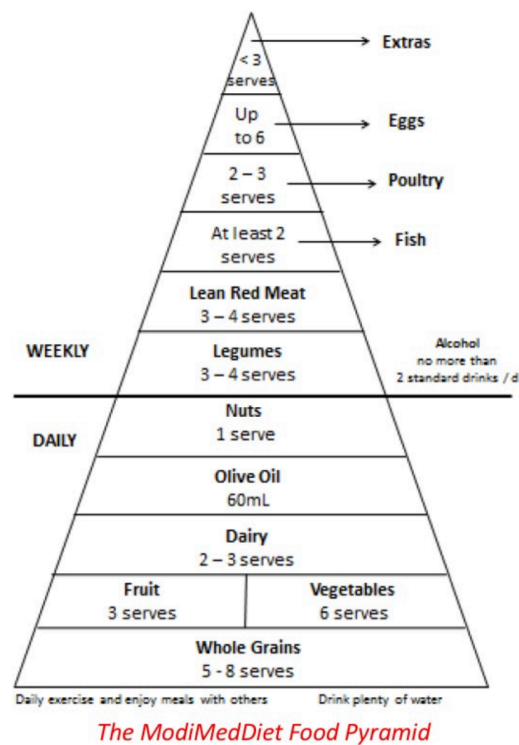 < 3
serves
Extras
Up
to 6
Eggs
2 – 3
serves
Poultry
At least 2
serves
Fish
Lean Red Meat
3 – 4 serves
WEEKLY
Legumes
3 – 4 serves
Alcohol
no more than
2 standard drinks / d
DAILY
Nuts
1 serve
Olive Oil
60mL
Dairy
2 – 3 serves
Fruit
3 serves
Vegetables
6 serves
Whole Grains
5 - 8 serves
Daily exercise and enjoy meals with others
Drink plenty of water
The ModiMedDiet Food Pyramid